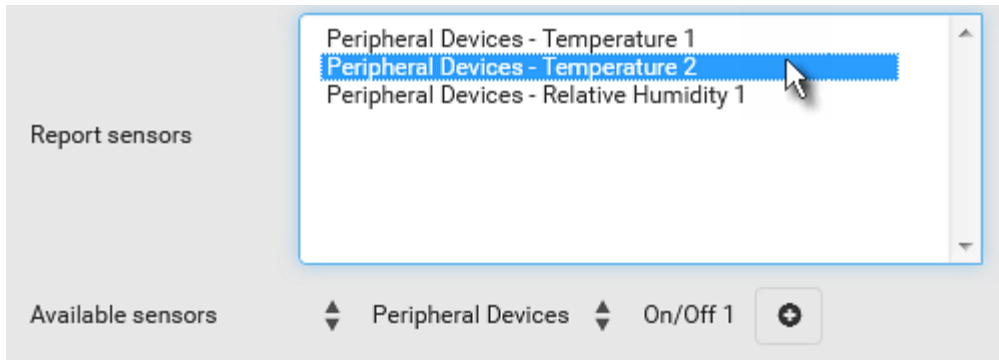 Peripheral Devices - Temperature 1
Peripheral Devices - Temperature 2
Peripheral Devices - Relative Humidity 1
Report sensors
Available sensors Peripheral Devices On/Off 1